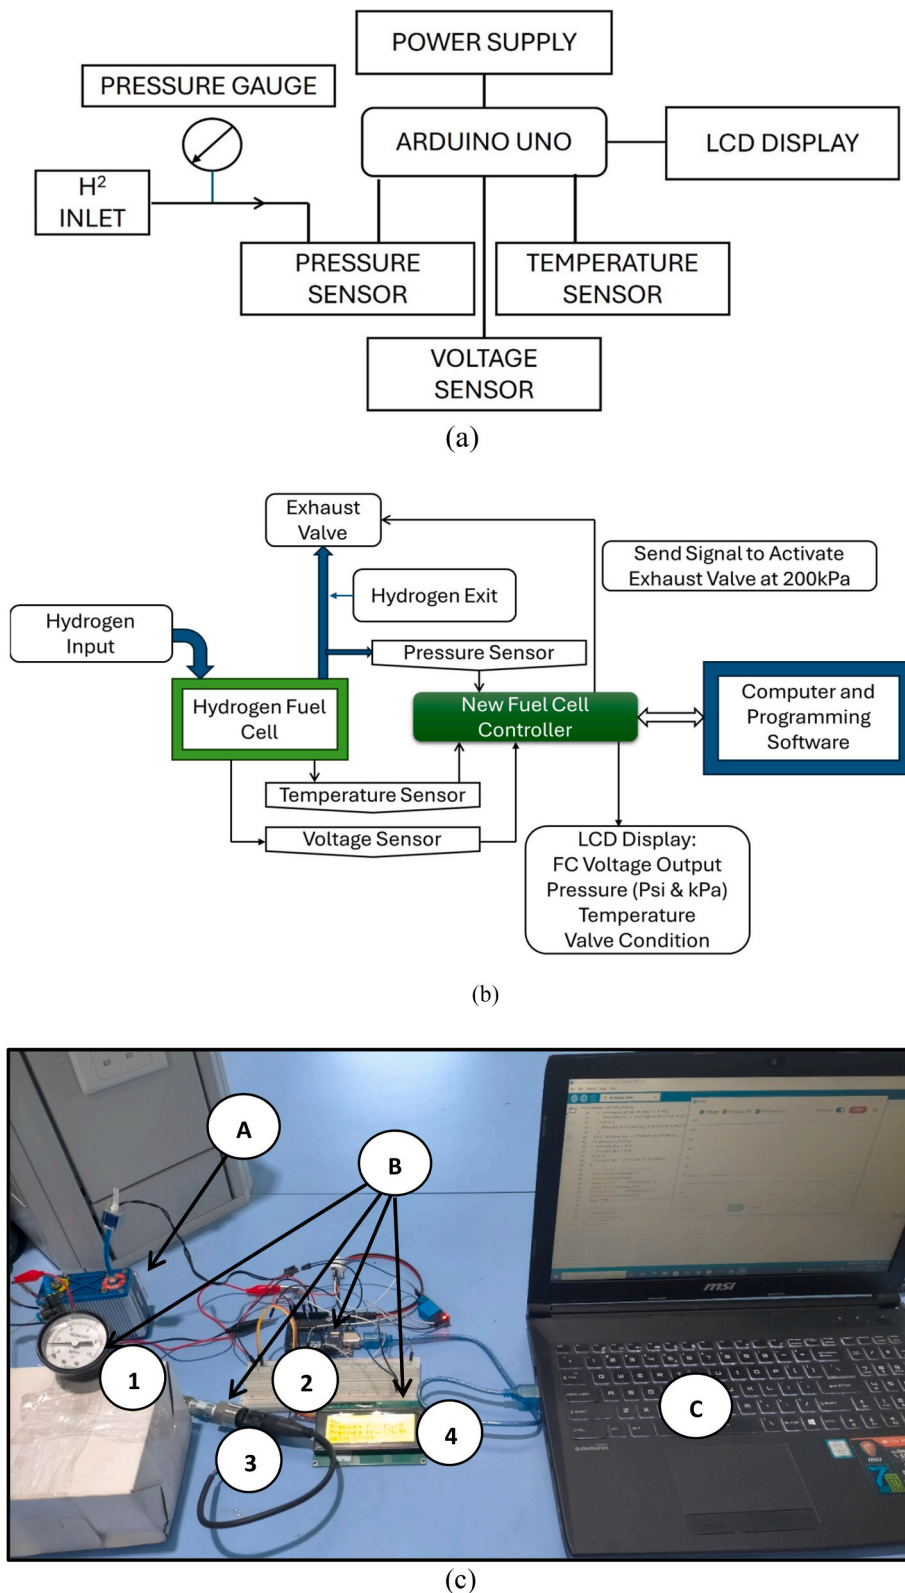 POWER SUPPLY
PRESSURE GAUGE
ARDUINO UNO
LCD DISPLAY
H²
INLET
PRESSURE
SENSOR
TEMPERATURE
SENSOR
VOLTAGE
SENSOR
(a)
Exhaust
Valve
Send Signal to Activate
Exhaust Valve at 200kPa
Hydrogen Exit
Hydrogen
Input
Pressure Sensor
Hydrogen Fuel
Cell
New Fuel Cell
Controller
Computer and
Programming
Software
Temperature Sensor
Voltage Sensor
LCD Display:
FC Voltage Output
Pressure (Psi & kPa)
Temperature
Valve Condition
(b)
A
B
msi
1
2
3
4
C
(c)